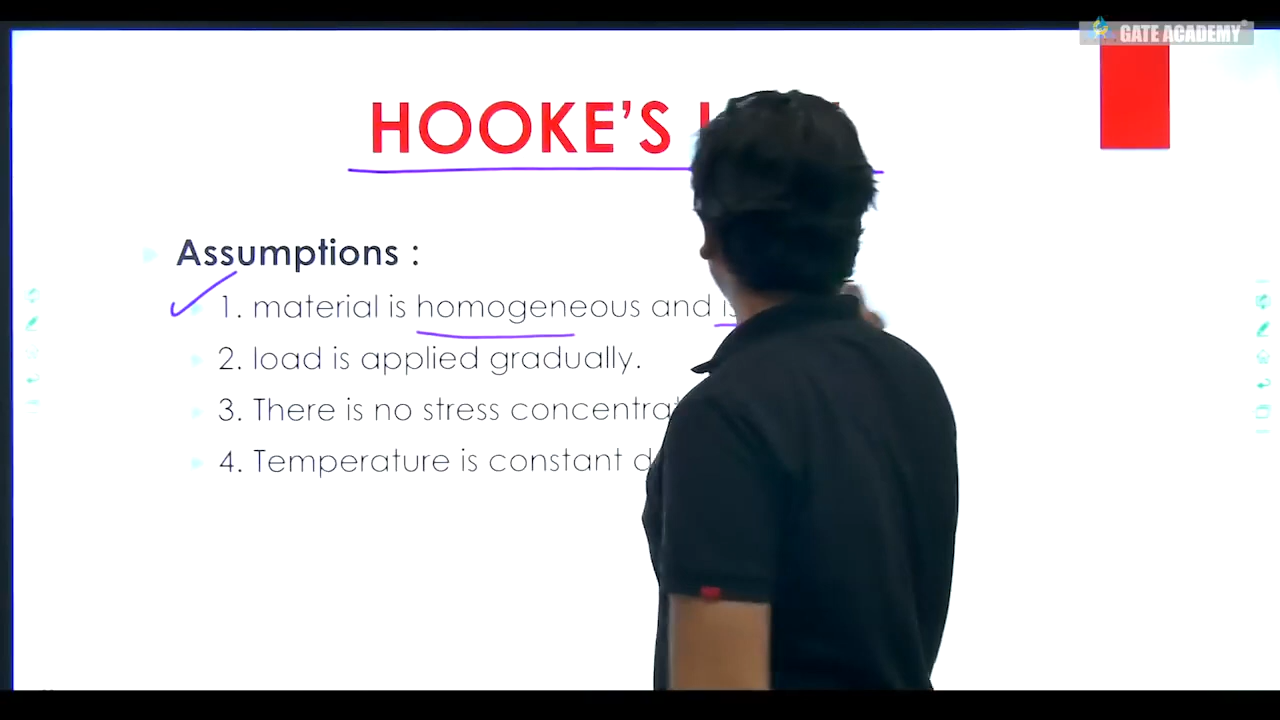 GATE ACADEMY
HOOKE'S
Assumptions :
1. material is homogeneous and
2. load is applied gradually.
3. There is no stress
4. Temperature is constant